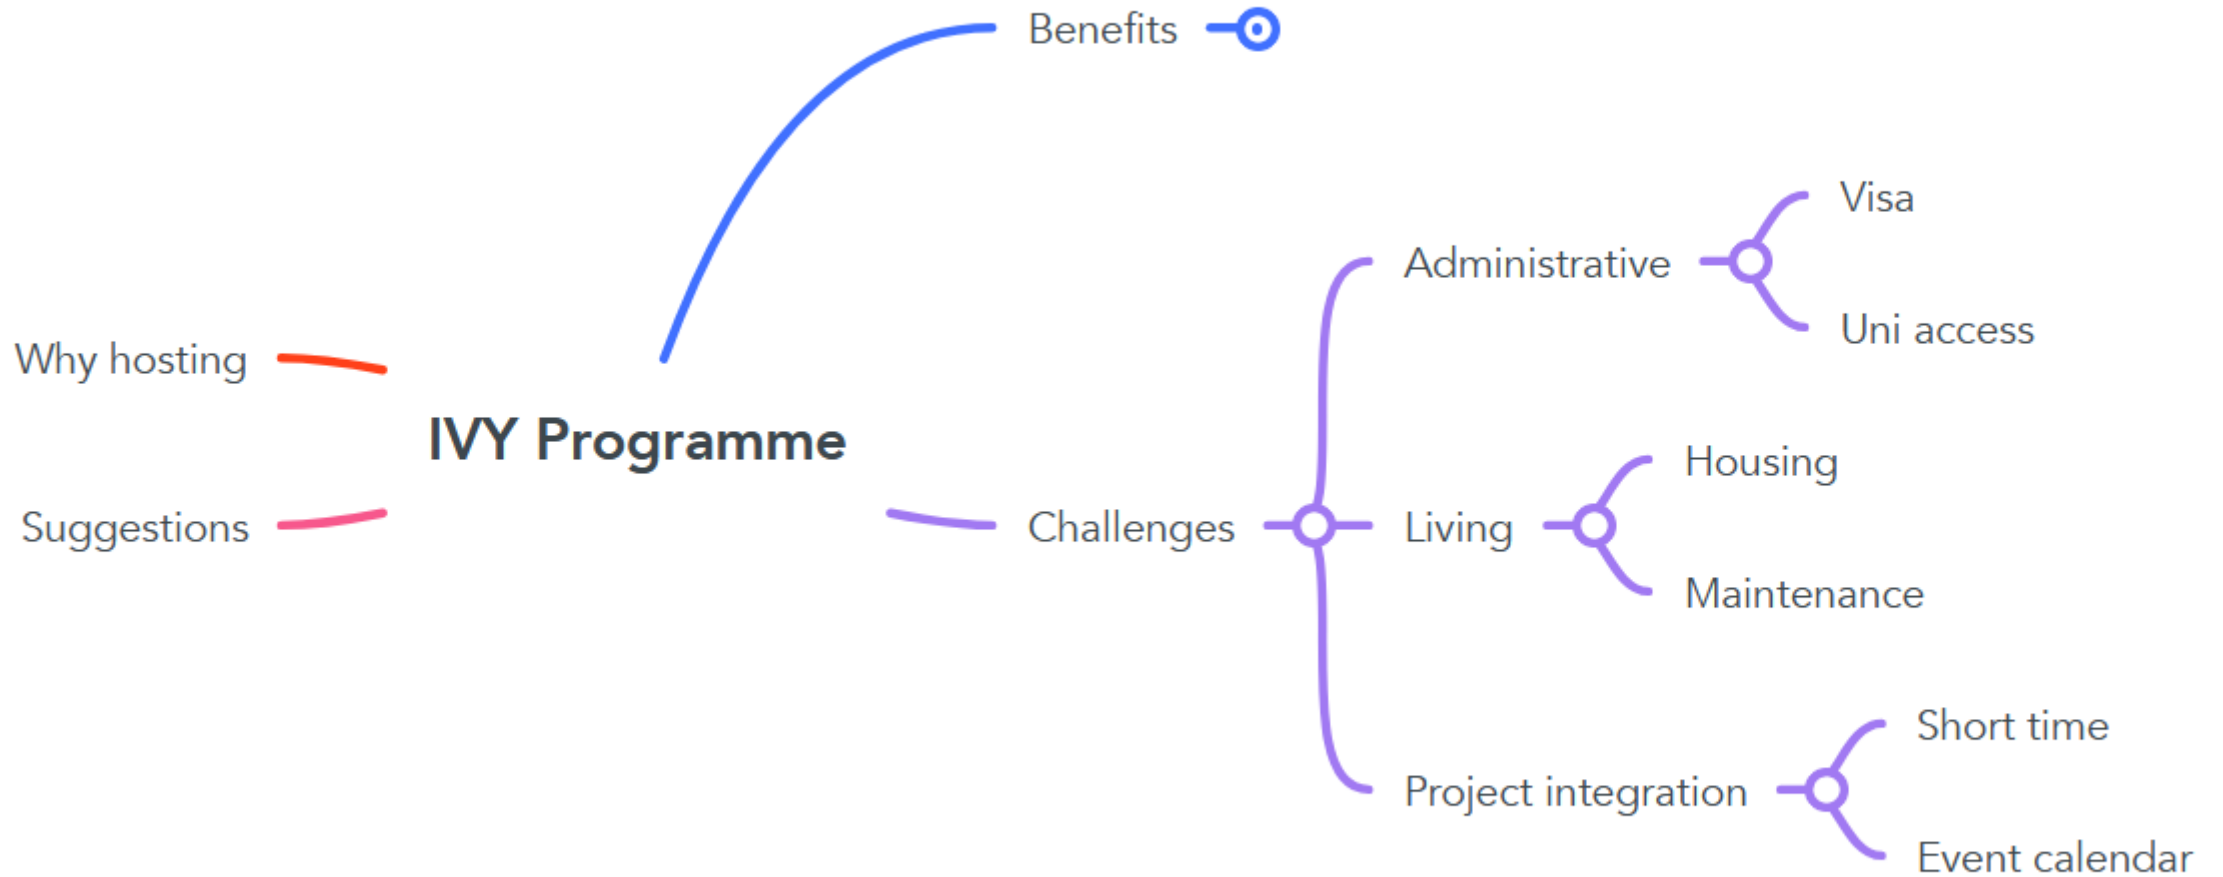 Benefits
Visa
Administrative
Uni access
Why hosting
IVY Programme
Housing
Suggestions
Challenges
Living
Maintenance
Short time
Project integration
Event calendar